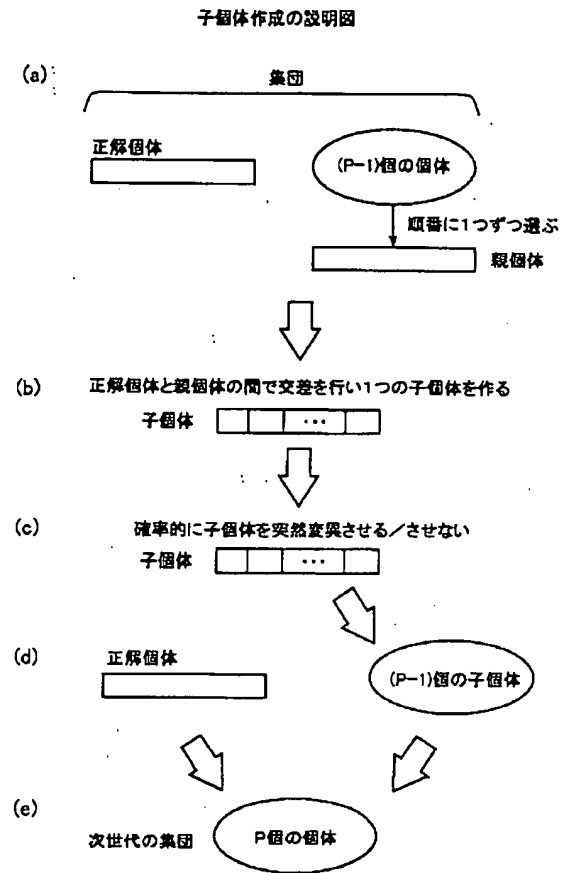 子個体作成の説明図
(a)
集団
正解個体
(P-1)個の個体
順番に1つずつ選ぶ
親個体
(b)
正解個体と親個体の間で交差を行い1つの子個体を作る
子個体
...
(c)
確率的に子個体を突然変異させる/させない
子個体
...
(d)
正解個体
(P-1)個の子個体
(e)
次世代の集団
P個の個体